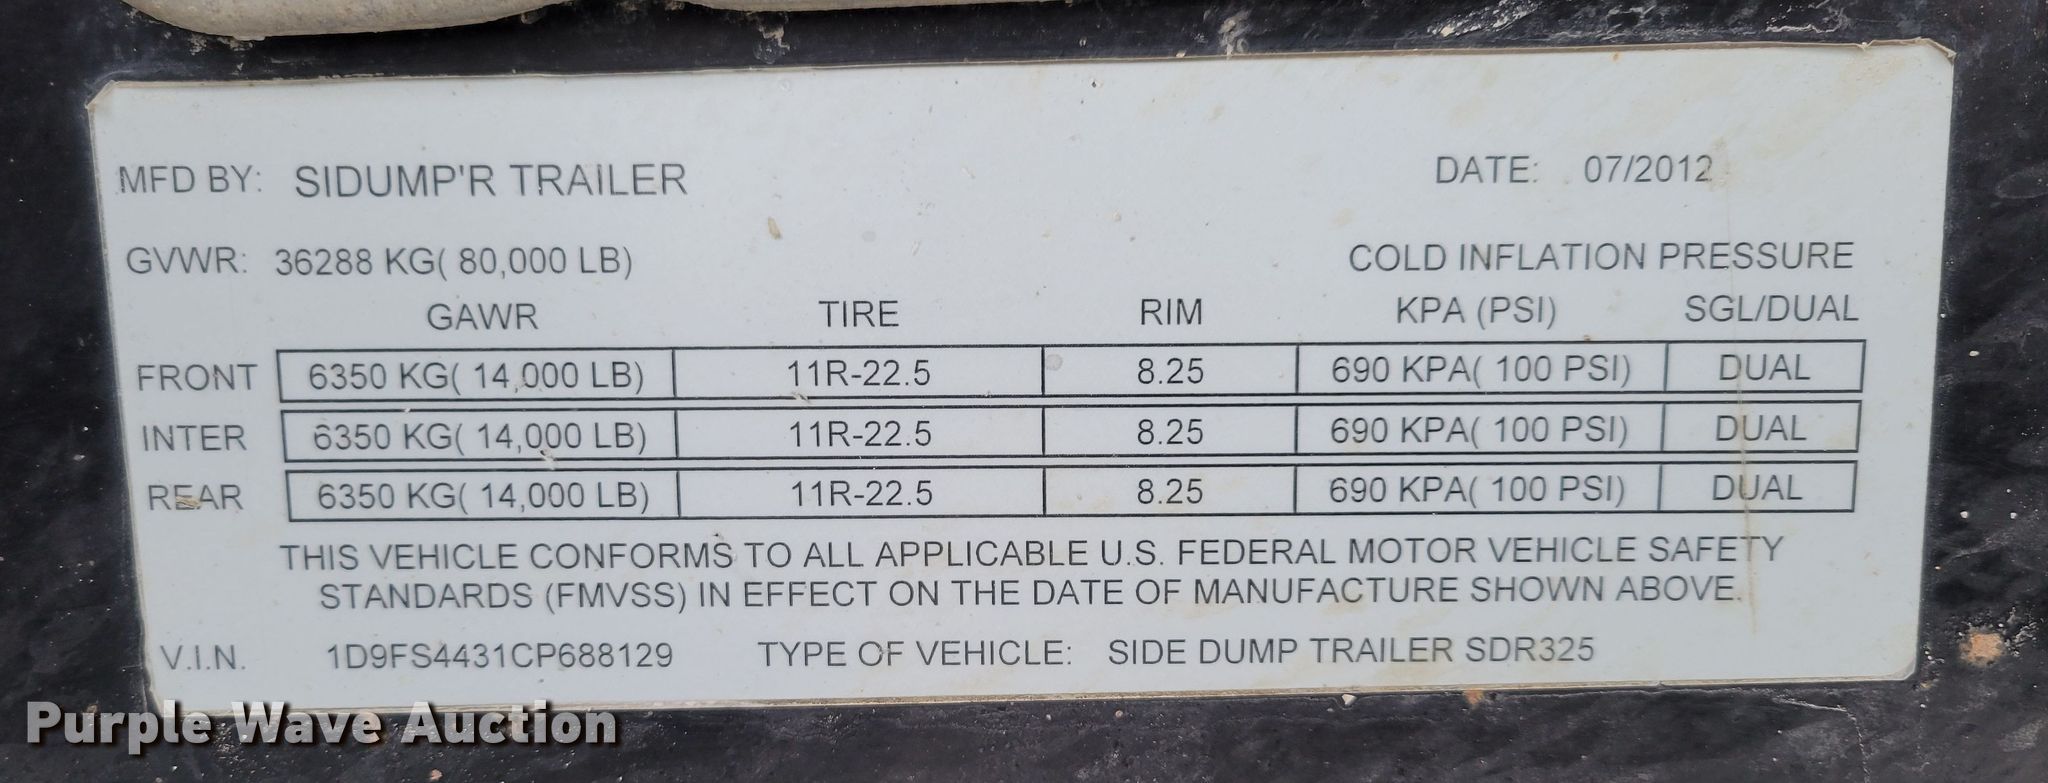 MFD BY: SIDUMP'R TRAILER DATE: 07/2012
GVWR: 36288 KG( 80,000 LB) COLD INFLATION PRESSURE
GAWR TIRE RIM KPA (PSI) SGL/DUAL
FRONT 6350 KG( 14,000 LB) 11R-22.5 8.25 690 KPA( 100 PSI) DUAL
INTER 6350 KG( 14,000 LB) 11R-22.5 8.25 690 KPA( 100 PSI) DUAL
REAR 6350 KG( 14,000 LB) 11R-22.5 8.25 690 KPA( 100 PSI) DUAL
THIS VEHICLE CONFORMS TO ALL APPLICABLE U.S. FEDERAL MOTOR VEHICLE SAFETY
STANDARDS (FMVSS) IN EFFECT ON THE DATE OF MANUFACTURE SHOWN ABOVE.
V.I.N. 1D9FS4431CP688129 TYPE OF VEHICLE: SIDE DUMP TRAILER SDR325
Purple Wave Auction